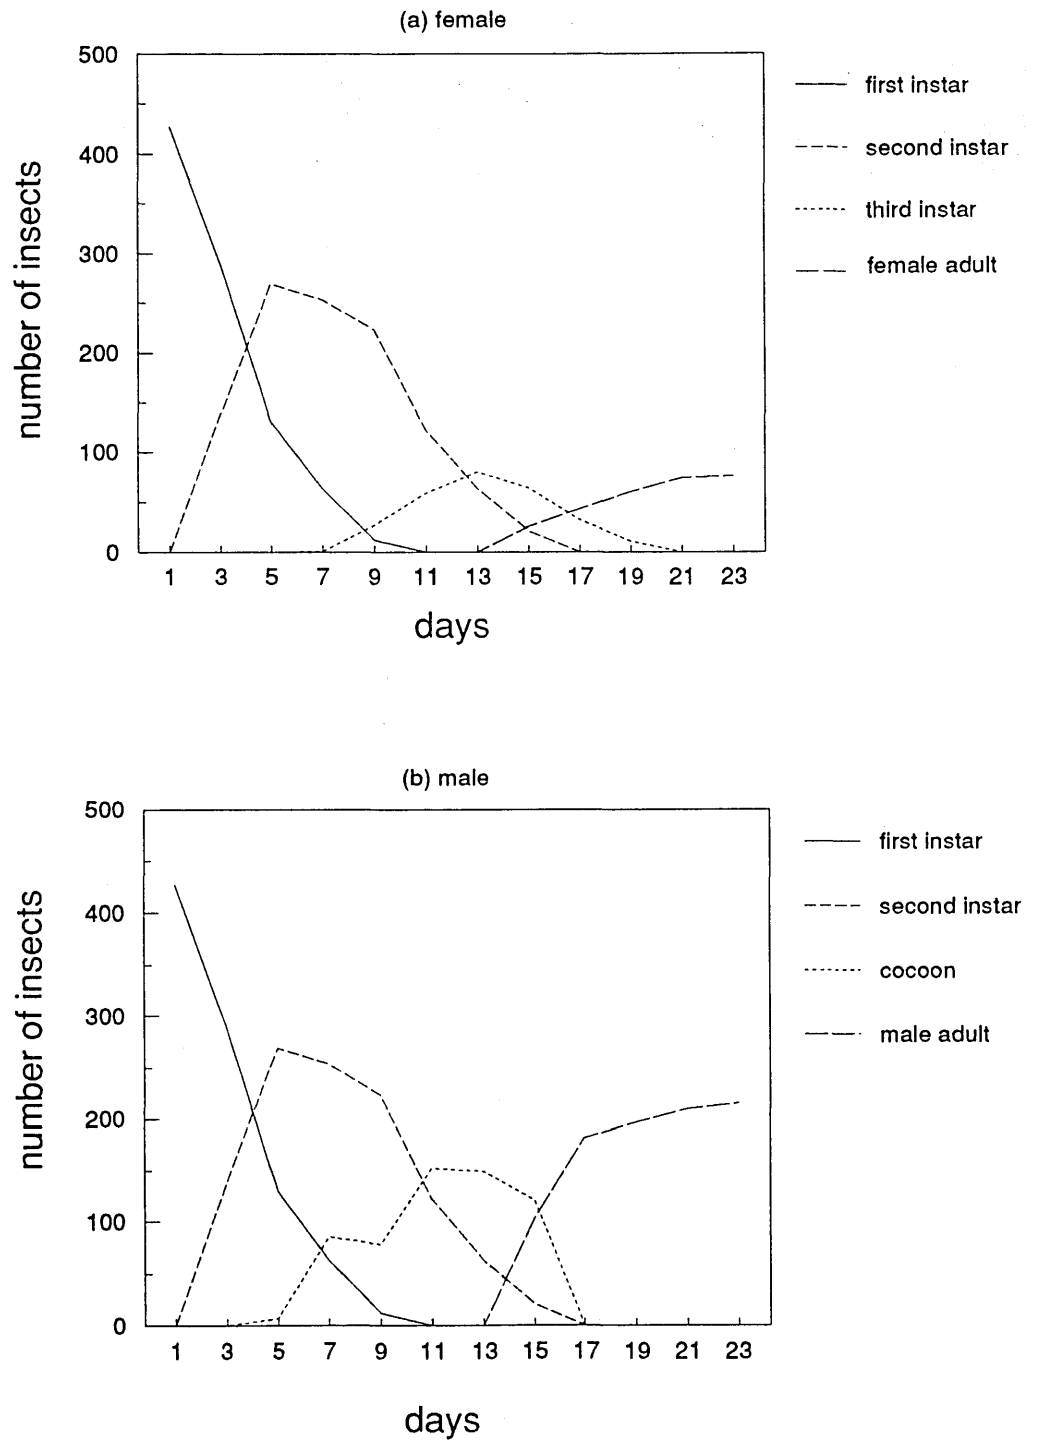 (a) female
500
400
300
200
100
0
number of insects
1 3 5 7 9 11 13 15 17 19 21 23
days
first instar
second instar
third instar
female adult
(b) male
500
400
300
200
100
0
number of insects
1 3 5 7 9 11 13 15 17 19 21 23
days
first instar
second instar
cocoon
male adult